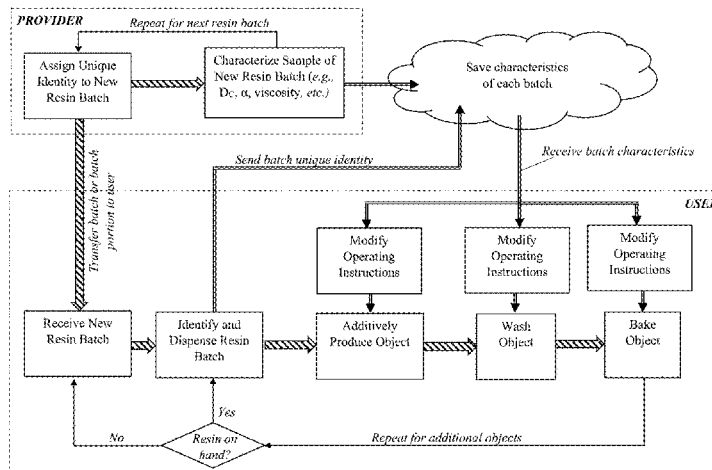 PROVIDER
Repeat for next resin batch
Assign Unique
Identity to New
Resin Batch
Characterize Sample of
New Resin Batch (e.g.,
Dc, α, viscosity, etc.)
Save characteristics
of each batch
Send batch unique identity
Receive batch characteristics
Transfer batch or batch
portion to user
USER
Modify
Operating
Instructions
Modify
Operating
Instructions
Modify
Operating
Instructions
Receive New
Resin Batch
Identify and
Dispense Resin
Batch
Additively
Produce Object
Wash
Object
Bake
Object
No
Yes
Resin on
hand?
Repeat for additional objects